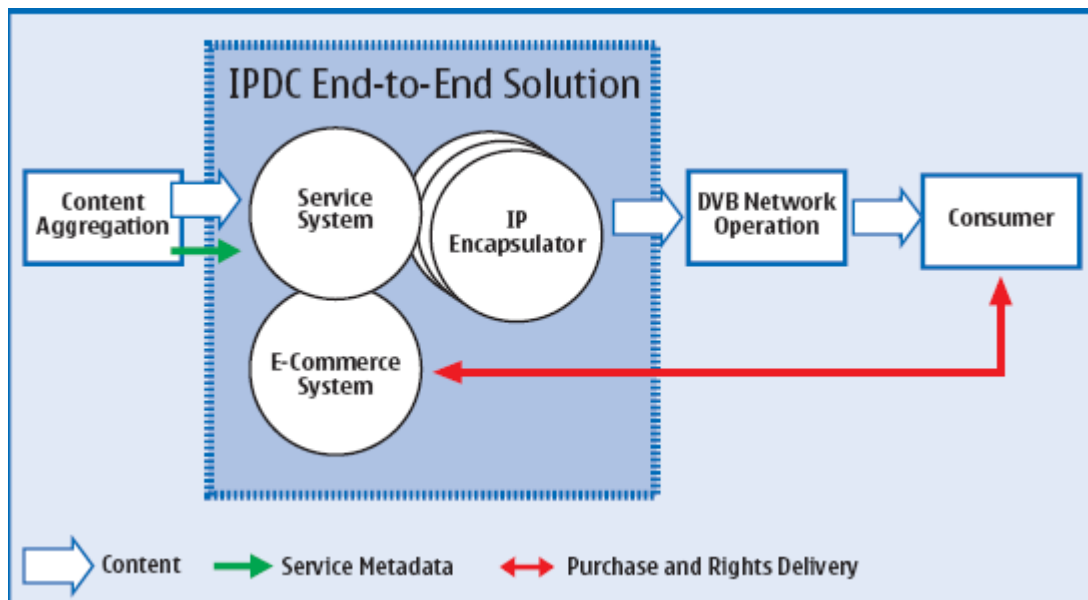 IPDC End-to-End Solution
Content
Aggregation
Service
System
IP
Encapsulator
DVB Network
Operation
Consumer
E-Commerce
System
Content
Service Metadata
Purchase and Rights Delivery